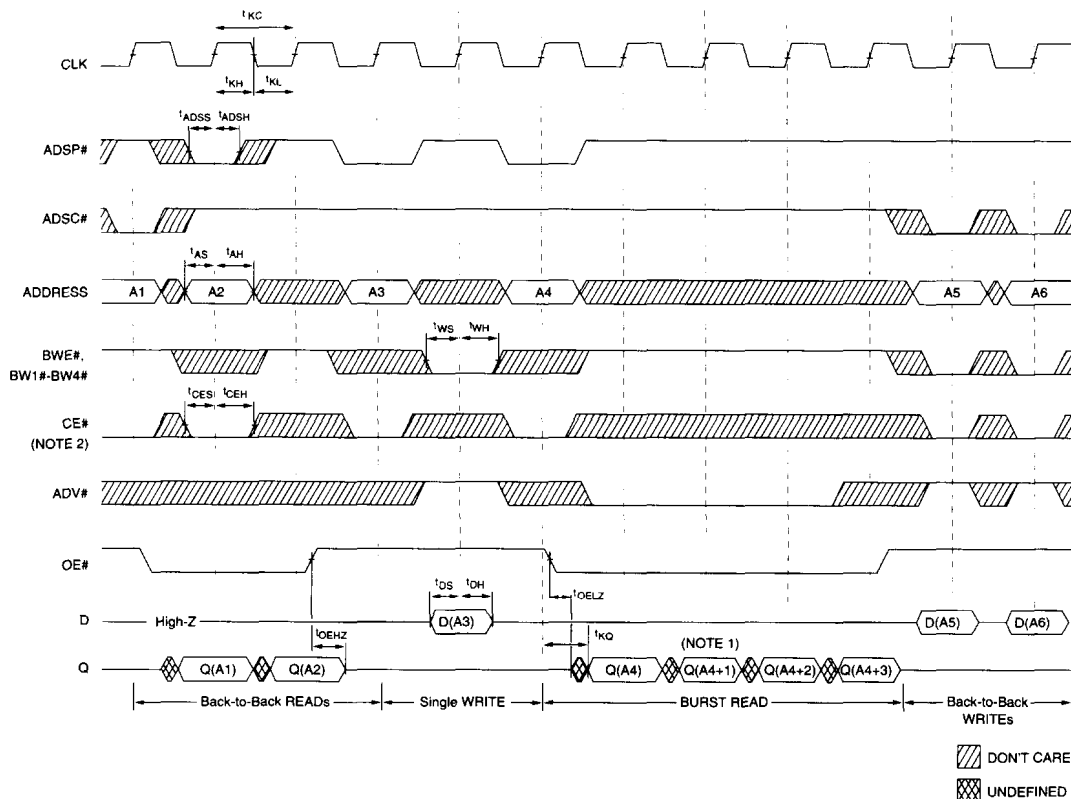 tKC
CLK
tKH tKL
tADSS tADSH
ADSP#
ADSC#
tAS tAH
ADDRESS A1 A2 A3 A4 A5 A6
tWS tWH
BWE#,
BW1#-BW4#
tCES tCEH
CE#
(NOTE 2)
ADV#
OE#
tDS tDH tOELZ
D High-Z D(A3) D(A5) D(A6)
tOEHZ tKQ (NOTE 1)
Q Q(A1) Q(A2) Q(A4) Q(A4+1) Q(A4+2) Q(A4+3)
Back-to-Back READs Single WRITE BURST READ Back-to-Back
WRITEs
DON'T CARE
UNDEFINED